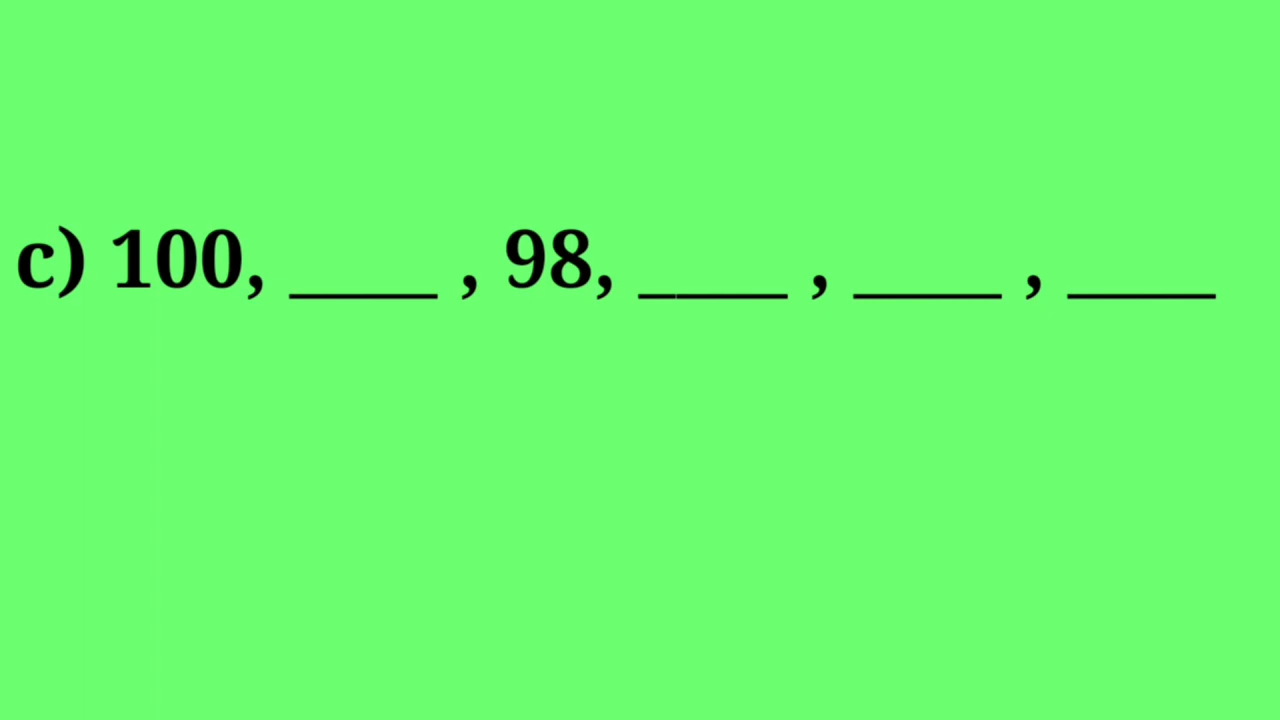 c) 100, ____ , 98, ____ , ____ , ____